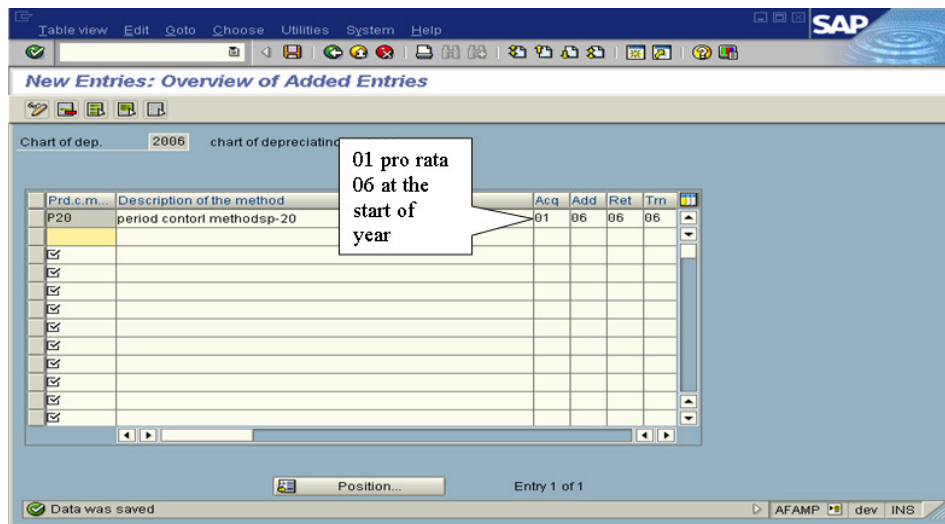 Table view Edit Goto Choose Utilities System Help
SAP
New Entries: Overview of Added Entries
Chart of dep. 2006 chart of depreciatinc
01 pro rata
06 at the
start of
year
Prd.c.m... Description of the method Acq Add Ret Trn
P20 period contorl methodsp-20 01 06 06 06
Position... Entry 1 of 1
Data was saved AFAMP dev INS